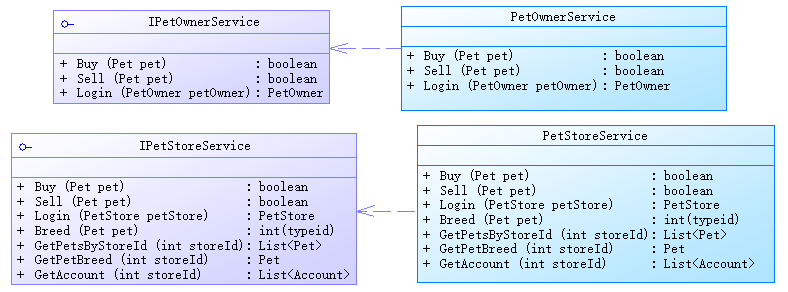 IPetOwnerService
+ Buy (Pet pet) : boolean
+ Sell (Pet pet) : boolean
+ Login (PetOwner petOwner) : PetOwner
PetOwnerService
+ Buy (Pet pet) : boolean
+ Sell (Pet pet) : boolean
+ Login (PetOwner petOwner) : PetOwner
IPetStoreService
+ Buy (Pet pet) : boolean
+ Sell (Pet pet) : boolean
+ Login (PetStore petStore) : PetStore
+ Breed (Pet pet) : int(typeid)
+ GetPetsByStoreId (int storeId) : List<Pet>
+ GetPetBreed (int storeId) : Pet
+ GetAccount (int storeId) : List<Account>
PetStoreService
+ Buy (Pet pet) : boolean
+ Sell (Pet pet) : boolean
+ Login (PetStore petStore) : PetStore
+ Breed (Pet pet) : int(typeid)
+ GetPetsByStoreId (int storeId) : List<Pet>
+ GetPetBreed (int storeId) : Pet
+ GetAccount (int storeId) : List<Account>